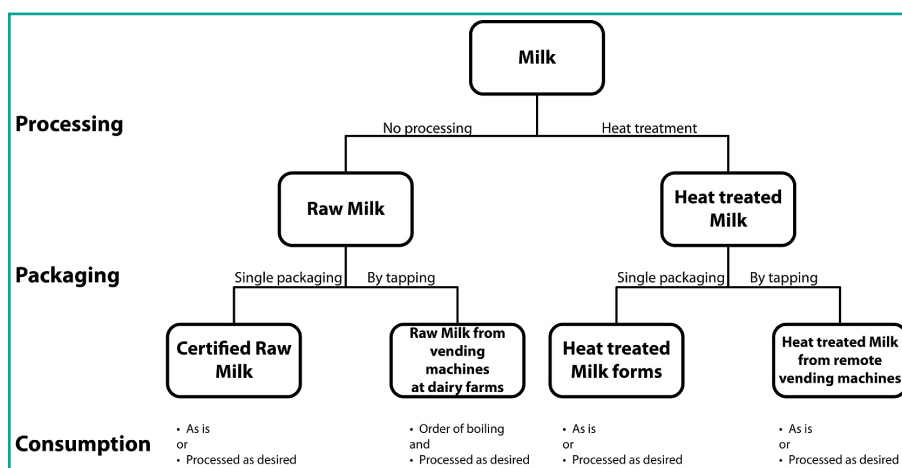 Milk
Processing
No processing
Heat treatment
Raw Milk
Heat treated
Milk
Packaging
Single packaging
By tapping
Single packaging
By tapping
Certified Raw
Milk
Raw Milk from
vending
machines
at dairy farms
Heat treated
Milk forms
Heat treated Milk
from remote
vending machines
Consumption
• As is
or
• Processed as desired
• Order of boiling
and
• Processed as desired
• As is
or
• Processed as desired
• As is
or
• Processed as desired